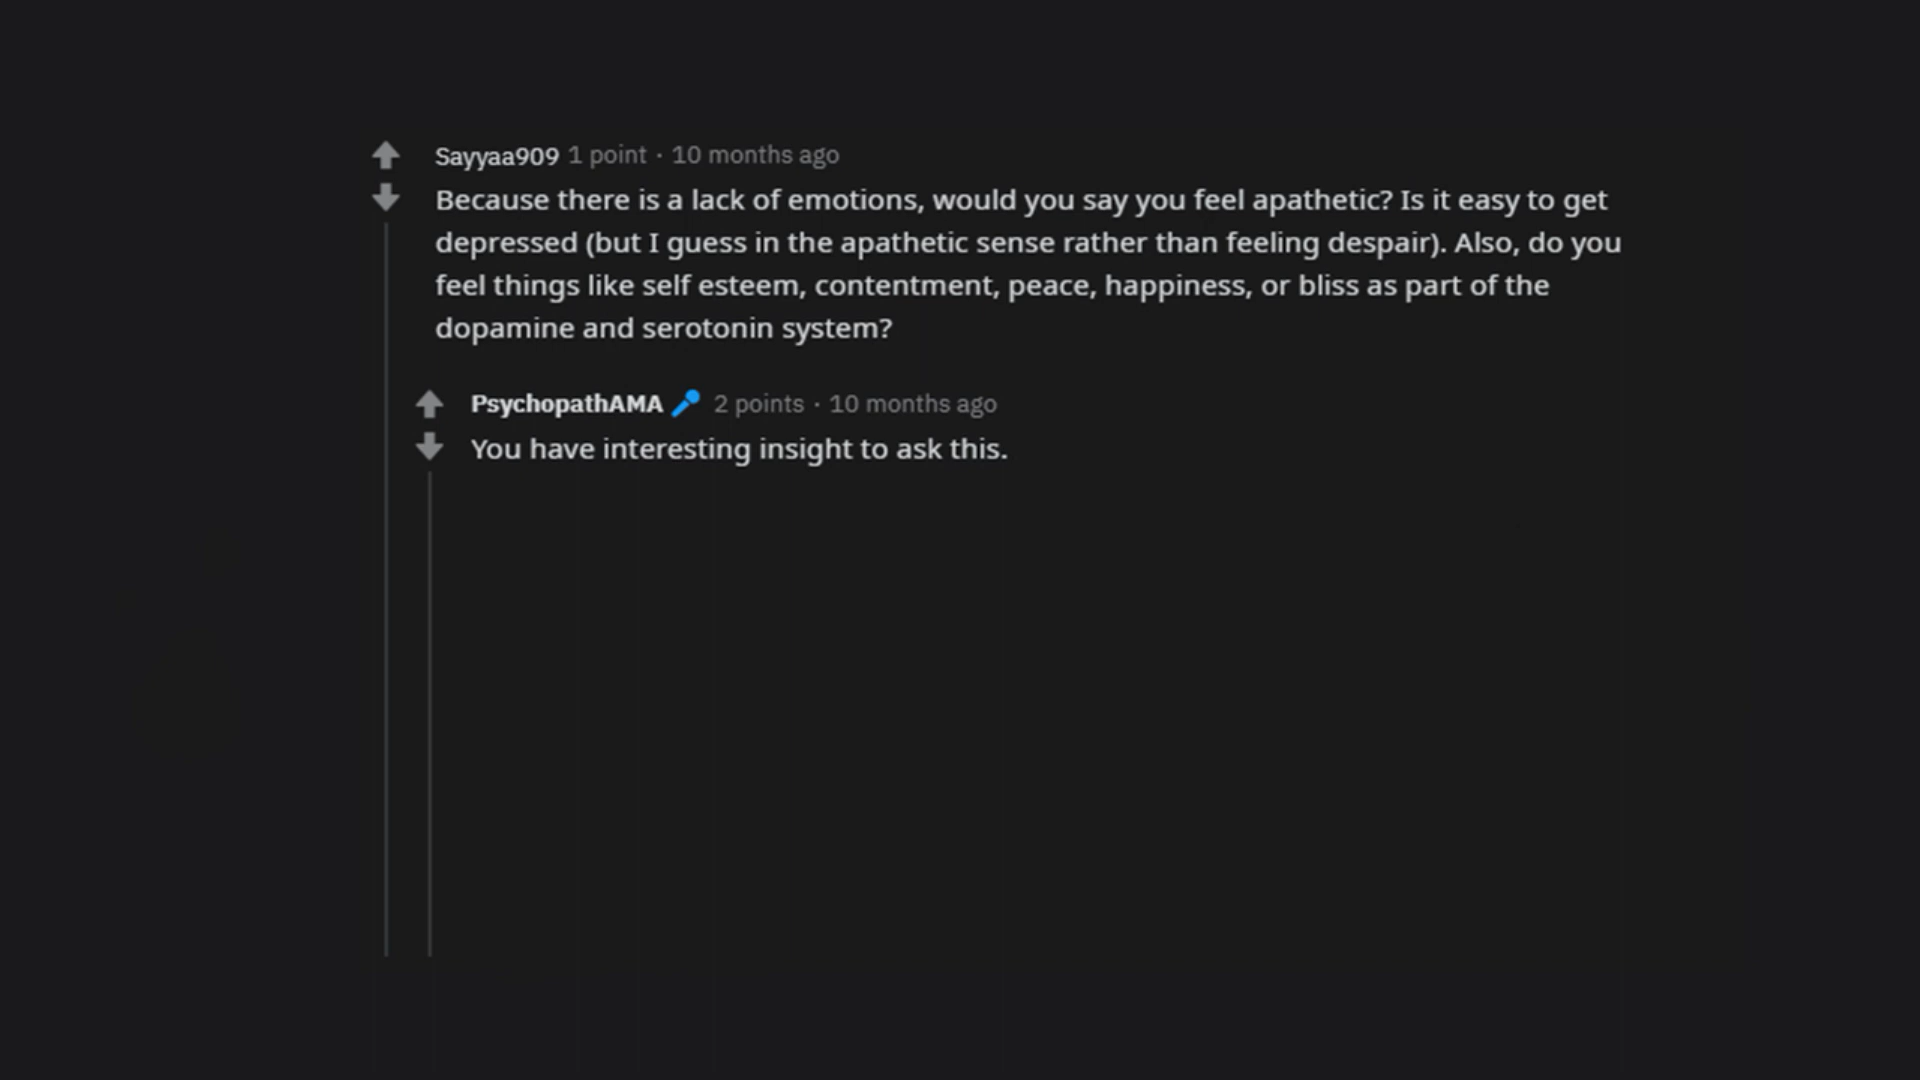 Sayyaa909 1 point · 10 months ago
Because there is a lack of emotions, would you say you feel apathetic? Is it easy to get
depressed (but I guess in the apathetic sense rather than feeling despair). Also, do you
feel things like self esteem, contentment, peace, happiness, or bliss as part of the
dopamine and serotonin system?
PsychopathAMA 2 points · 10 months ago
You have interesting insight to ask this.